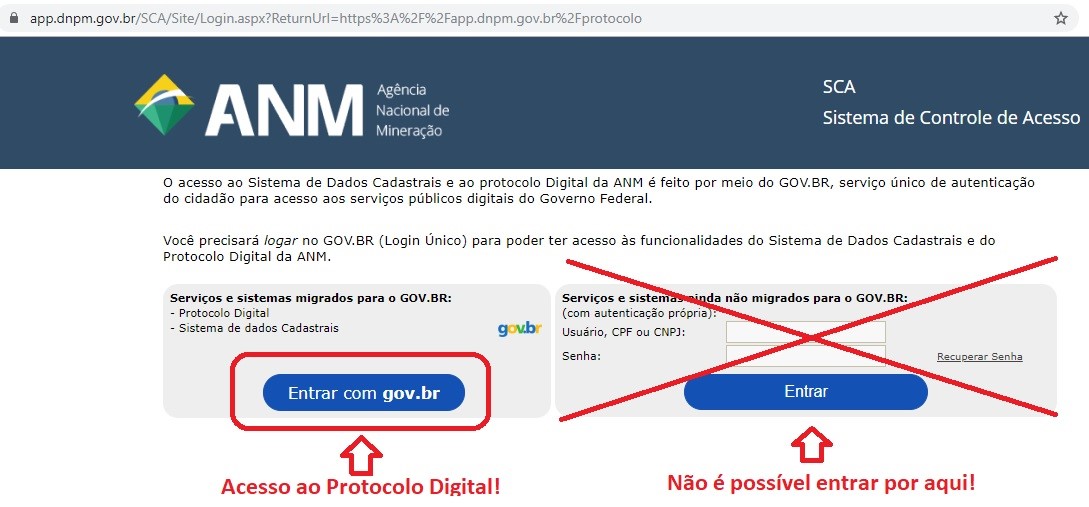 app.dnpm.gov.br/SCA/Site/Login.aspx?ReturnUrl=https%3A%2F%2Fapp.dnpm.gov.br%2Fprotocolo
ANM
Agência
Nacional de
Mineração
SCA
Sistema de Controle de Acesso
O acesso ao Sistema de Dados Cadastrais e ao protocolo Digital da ANM é feito por meio do GOV.BR, serviço único de autenticação
do cidadão para acesso aos serviços públicos digitais do Governo Federal.
Você precisará logar no GOV.BR (Login Único) para poder ter acesso às funcionalidades do Sistema de Dados Cadastrais e do
Protocolo Digital da ANM.
Serviços e sistemas migrados para o GOV.BR:
- Protocolo Digital
- Sistema de dados Cadastrais
gov.br
Entrar com gov.br
Acesso ao Protocolo Digital!
Serviços e sistemas ainda não migrados para o GOV.BR:
(com autenticação própria):
Usuário, CPF ou CNPJ:
Senha:
Recuperar Senha
Entrar
Não é possível entrar por aqui!